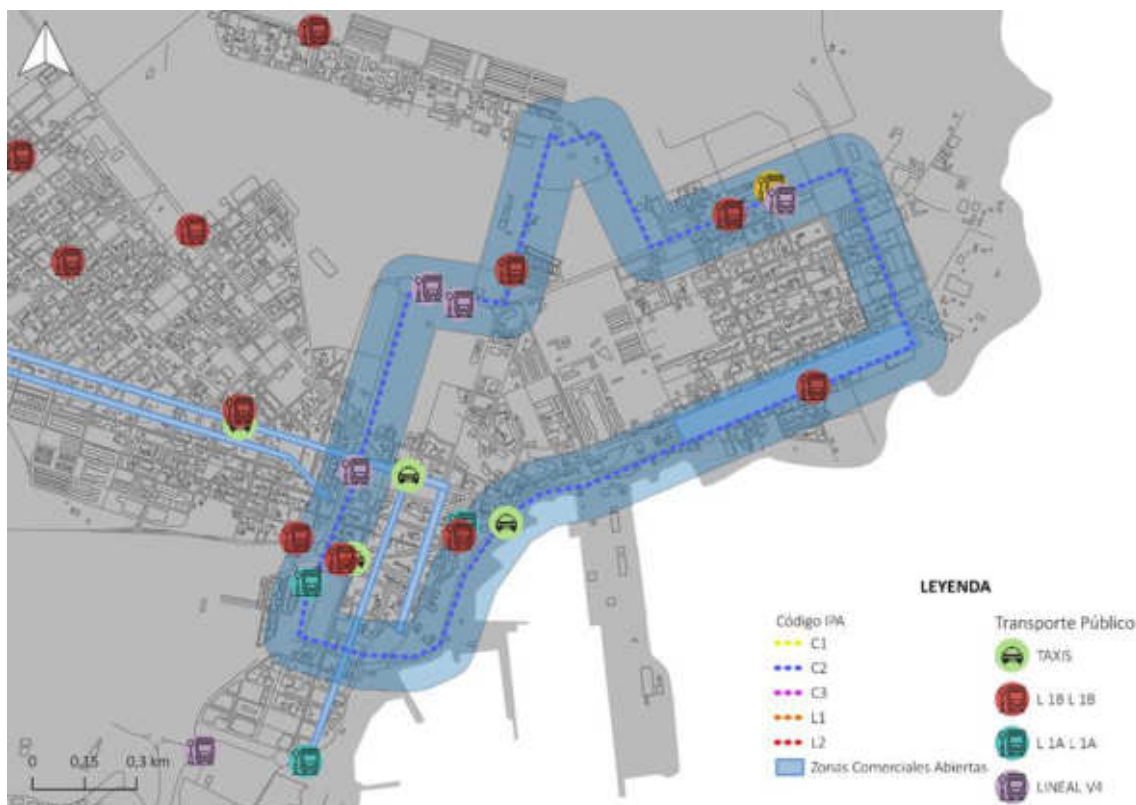 LEYENDA
Código IPA
C1
C2
C3
L1
L2
Zonas Comerciales Abiertas
Transporte Público
TAXIS
L 1B L 1B
L 1A L 1A
LINEAL V4
0 0,15 0,3 km